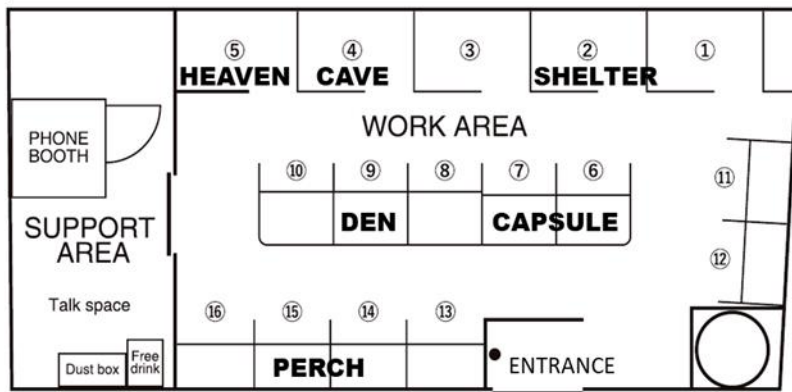 ⑤ ④ ③ ② ①
HEAVEN CAVE SHELTER
WORK AREA
PHONE
BOOTH
⑩ ⑨ ⑧ ⑦ ⑥
⑪
DEN CAPSULE
SUPPORT
AREA
⑫
Talk space
⑯ ⑮ ⑭ ⑬
Dust box
Free
drink
PERCH
ENTRANCE